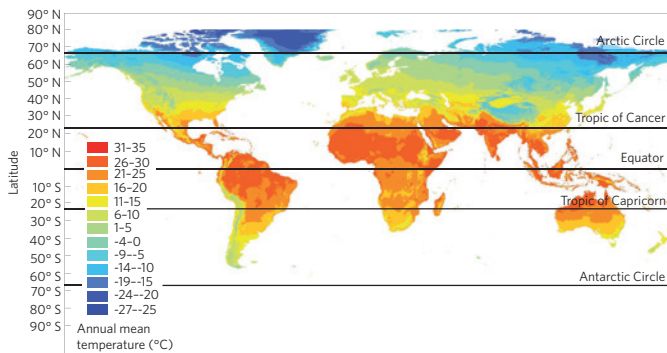 90° N
80° N
70° N
60° N
50° N
40° N
30° N
20° N
10° N
10° S
20° S
30° S
40° S
50° S
60° S
70° S
80° S
90° S
Latitude
Arctic Circle
Tropic of Cancer
Equator
Tropic of Capricorn
Antarctic Circle
31-35
26-30
21-25
16-20
11-15
6-10
1-5
-4-0
-9--5
-14--10
-19--15
-24--20
-27--25
Annual mean
temperature (°C)